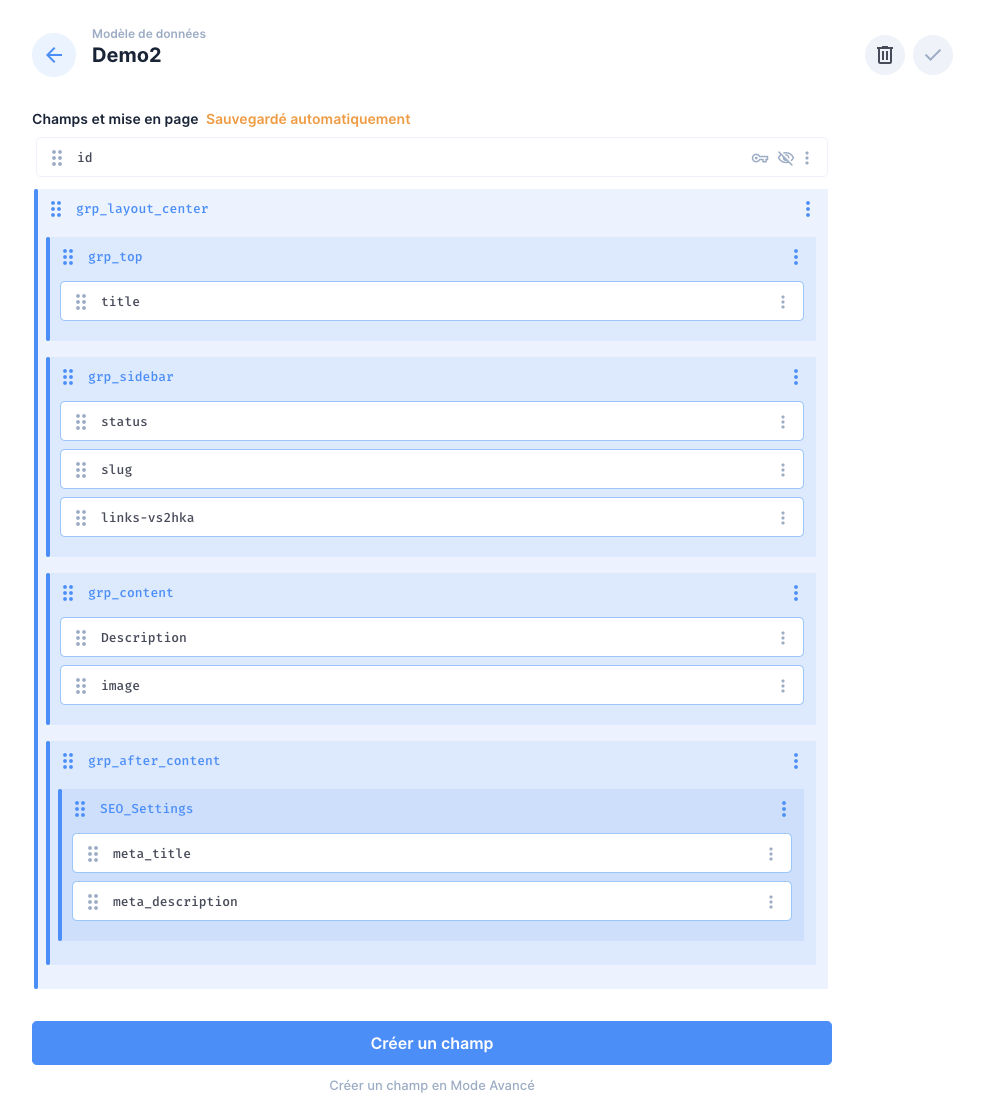 Modèle de données
Demo2
Champs et mise en page Sauvegardé automatiquement
id
grp_layout_center
grp_top
title
grp_sidebar
status
slug
links-vs2hka
grp_content
Description
image
grp_after_content
SEO_Settings
meta_title
meta_description
Créer un champ
Créer un champ en Mode Avancé